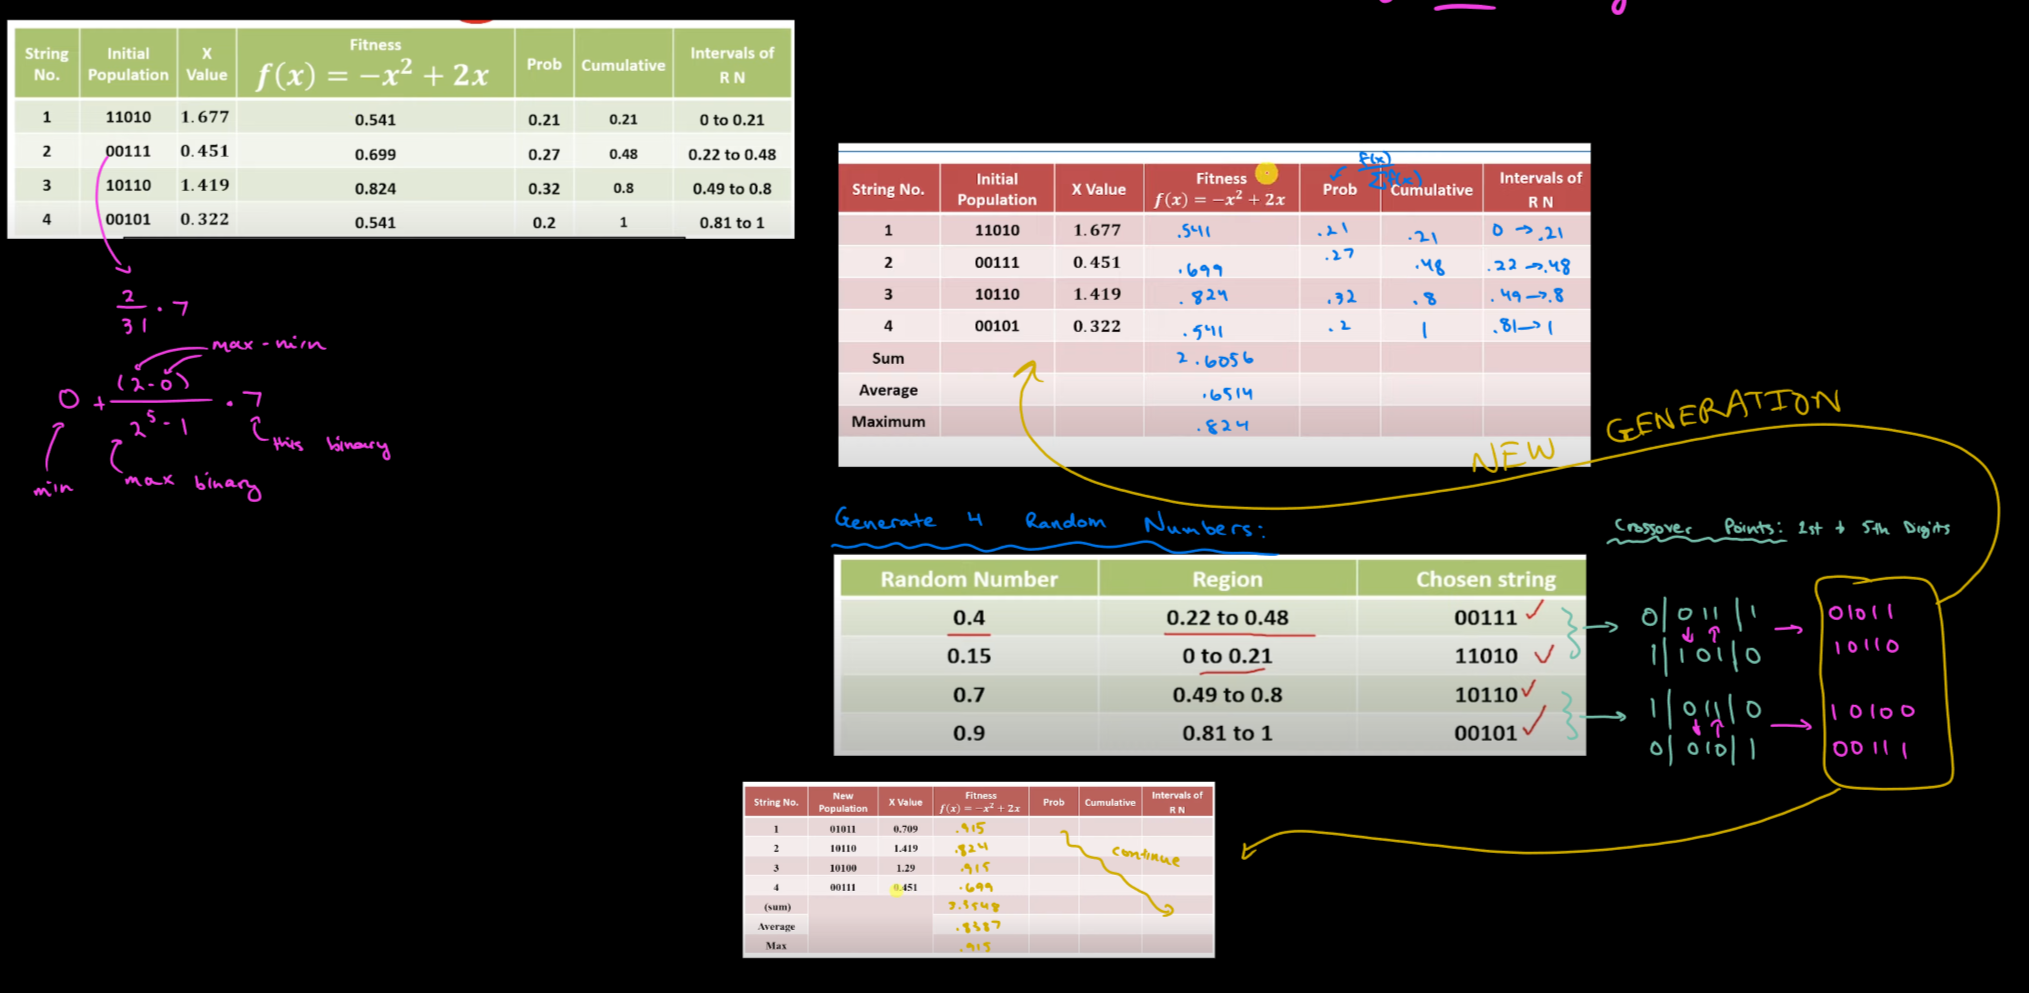 String No. Initial Population X Value Fitness f(x) = −x² + 2x Prob Cumulative Intervals of R N
1 11010 1.677 0.541 0.21 0.21 0 to 0.21
2 00111 0.451 0.699 0.27 0.48 0.22 to 0.48
3 10110 1.419 0.824 0.32 0.8 0.49 to 0.8
4 00101 0.322 0.541 0.2 1 0.81 to 1
2/31 · 7
max - min
0 + (2-0)/2⁵-1 · 7
this binary
min max binary
f(x)/Σf(x)
String No. Initial Population X Value Fitness f(x) = −x² + 2x Prob Cumulative Intervals of R N
1 11010 1.677 .541 .21 .21 0 → .21
2 00111 0.451 .699 .27 .48 .22 → .48
3 10110 1.419 .824 .32 .8 .49 → .8
4 00101 0.322 .541 .2 1 .81 → 1
Sum 2.6056
Average .6514
Maximum .824
NEW GENERATION
Generate 4 Random Numbers:
Random Number Region Chosen string
0.4 0.22 to 0.48 00111
0.15 0 to 0.21 11010
0.7 0.49 to 0.8 10110
0.9 0.81 to 1 00101
Crossover Points: 1st + 5th Digits
0|011|1 → 01011
1|101|0 10110
1|011|0 → 10100
0|010|1 00111
String No. New Population X Value Fitness f(x) = −x² + 2x Prob Cumulative Intervals of R N
1 01011 0.709 .915
2 10110 1.419 .824
3 10100 1.29 .915
4 00111 0.451 .699
continue
(sum) 3.3548
Average .8387
Max .915